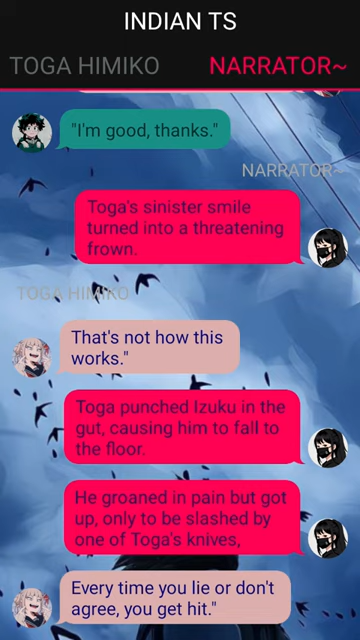 INDIAN TS
TOGA HIMIKO NARRATOR~
"I'm good, thanks."
NARRATOR~
Toga's sinister smile
turned into a threatening
frown.
TOGA HIMIKO
That's not how this
works."
Toga punched Izuku in the
gut, causing him to fall to
the floor.
He groaned in pain but got
up, only to be slashed by
one of Toga's knives,
Every time you lie or don't
agree, you get hit."